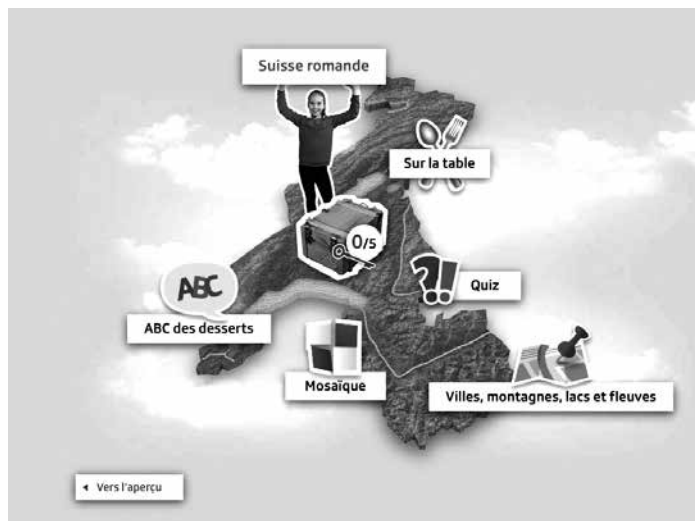 Suisse romande
Sur la table
0/5
ABC
Quiz
ABC des desserts
Mosaïque
Villes, montagnes, lacs et fleuves
Vers l'aperçu